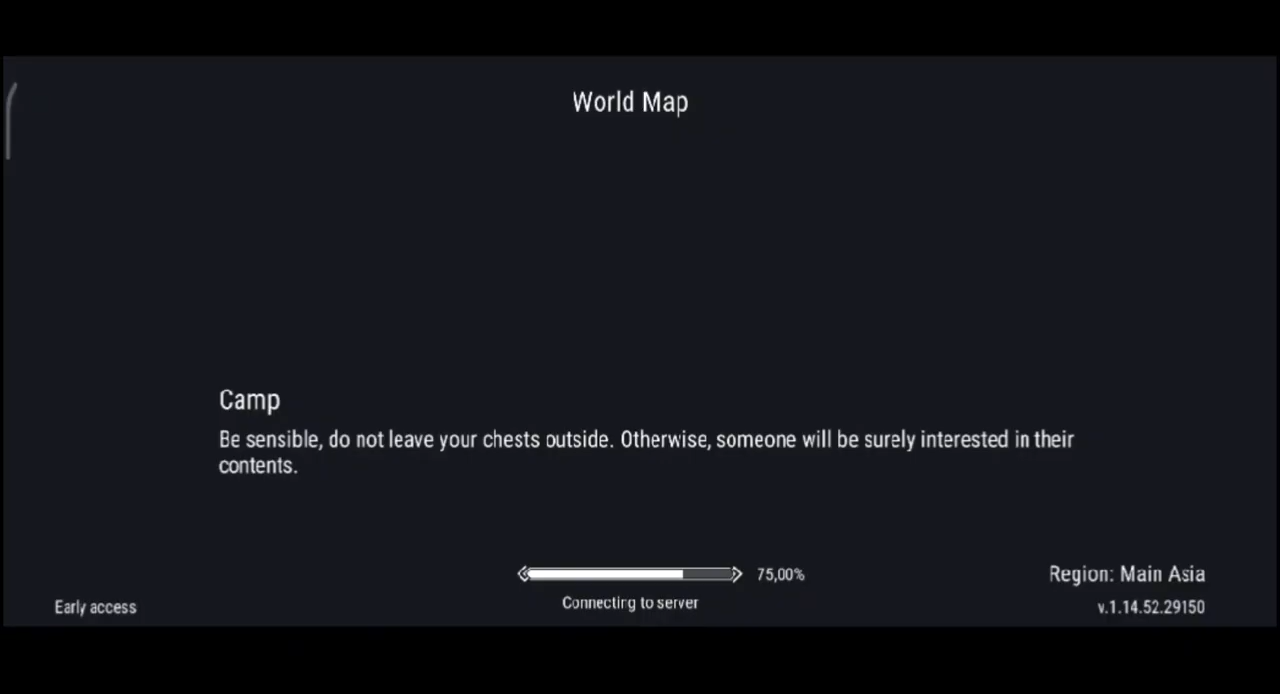 World Map
Camp
Be sensible, do not leave your chests outside. Otherwise, someone will be surely interested in their
contents.
75,00%
Connecting to server
Region: Main Asia
Early access
v.1.14.52.29150